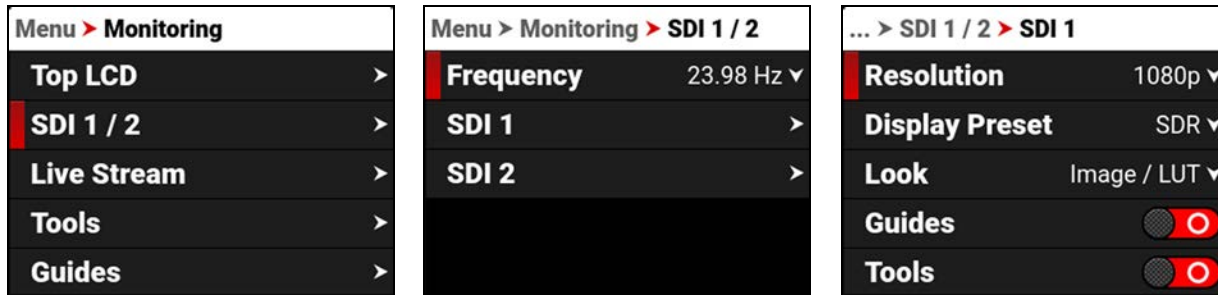 Menu > Monitoring
Top LCD >
SDI 1 / 2 >
Live Stream >
Tools >
Guides >
Menu > Monitoring > SDI 1 / 2
Frequency 23.98 Hz
SDI 1 >
SDI 2 >
... > SDI 1 / 2 > SDI 1
Resolution 1080p
Display Preset SDR
Look Image / LUT
Guides
Tools